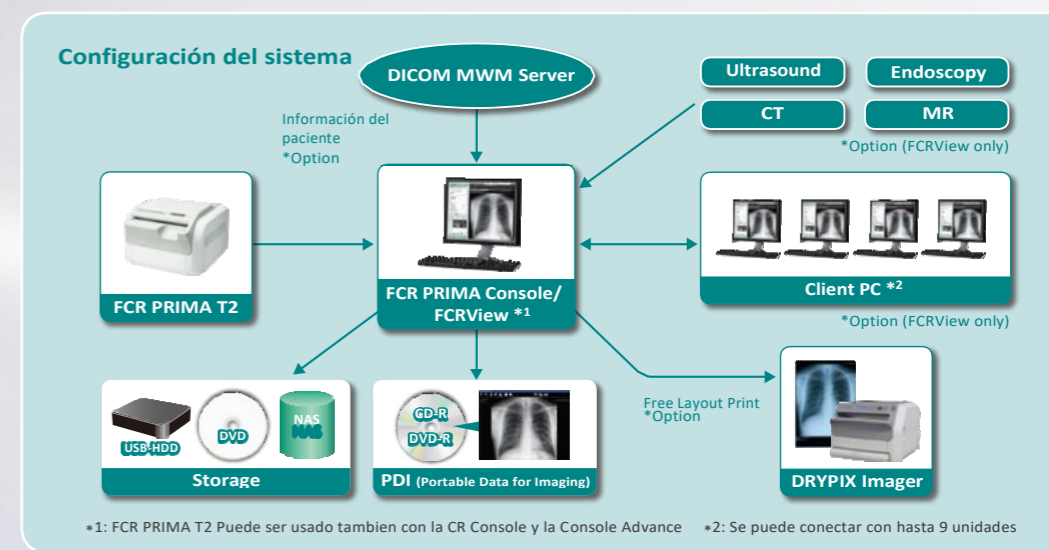 Configuración del sistema
DICOM MWM Server
Ultrasound
Endoscopy
CT
MR
*Option (FCRView only)
Información del
paciente
*Option
FCR PRIMA T2
FCR PRIMA Console/
FCRView *1
Client PC *2
*Option (FCRView only)
USB-HDD
DVD
NAS
NAS
Storage
CD-R
DVD-R
PDI (Portable Data for Imaging)
Free Layout Print
*Option
DRYPIX Imager
*1: FCR PRIMA T2 Puede ser usado tambien con la CR Console y la Console Advance
*2: Se puede conectar con hasta 9 unidades